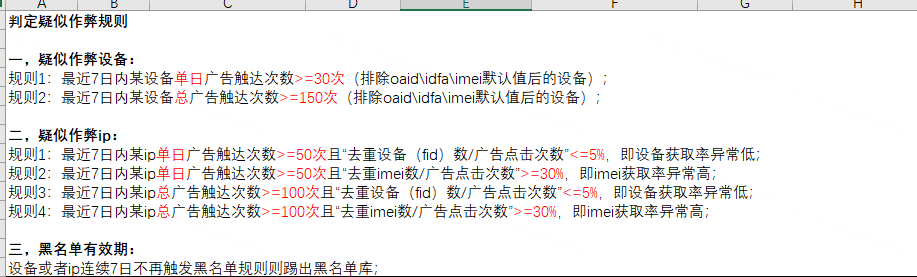 A B C D E F G H
判定疑似作弊规则
一，疑似作弊设备：
规则1：最近7日内某设备单日广告触达次数>=30次（排除oaid\idfa\imei默认值后的设备）；
规则2：最近7日内某设备总广告触达次数>=150次（排除oaid\idfa\imei默认值后的设备）；
二，疑似作弊ip：
规则1：最近7日内某ip单日广告触达次数>=50次且“去重设备（fid）数/广告点击次数”<=5%，即设备获取率异常低；
规则2：最近7日内某ip单日广告触达次数>=50次且“去重imei数/广告点击次数”>=30%，即imei获取率异常高；
规则3：最近7日内某ip总广告触达次数>=100次且“去重设备（fid）数/广告点击次数”<=5%，即设备获取率异常低；
规则4：最近7日内某ip总广告触达次数>=100次且“去重imei数/广告点击次数”>=30%，即imei获取率异常高；
三，黑名单有效期：
设备或者ip连续7日不再触发黑名单规则则踢出黑名单库；